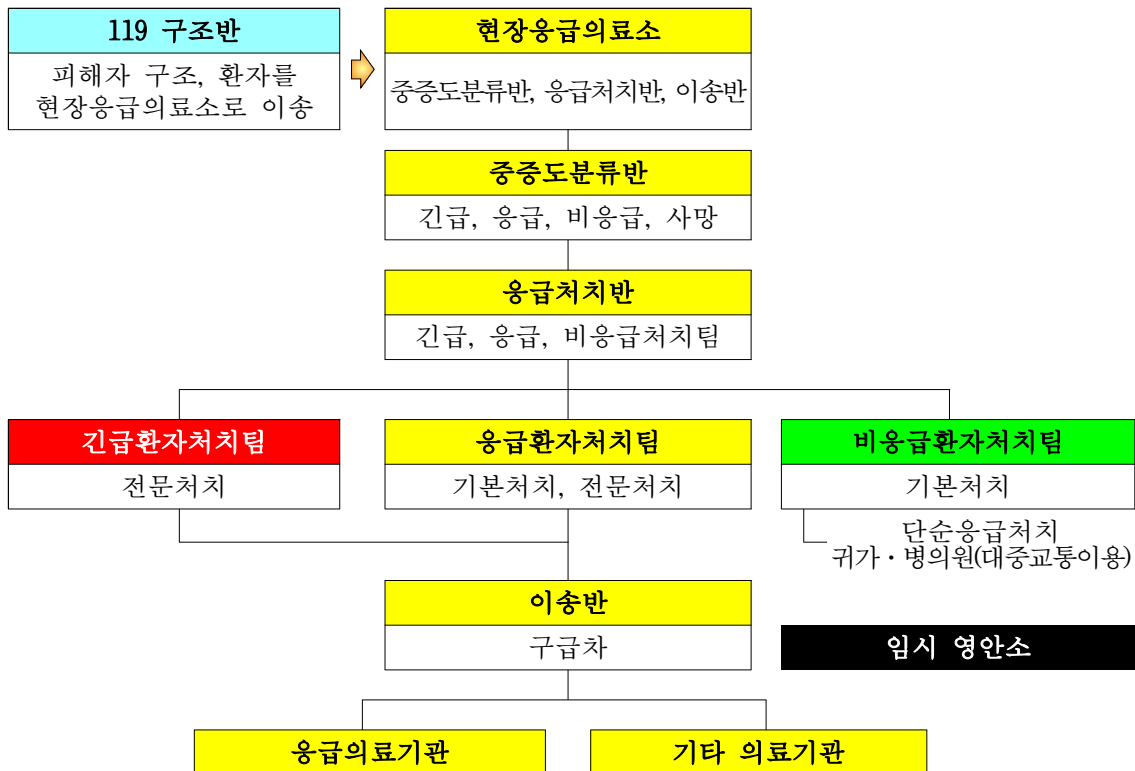 119 구조반
피해자 구조, 환자를
현장응급의료소로 이송
현장응급의료소
중증도분류반, 응급처치반, 이송반
중증도분류반
긴급, 응급, 비응급, 사망
응급처치반
긴급, 응급, 비응급처치팀
긴급환자처치팀
전문처치
응급환자처치팀
기본처치, 전문처치
비응급환자처치팀
기본처치
단순응급처치
귀가·병의원(대중교통이용)
이송반
구급차
임시 영안소
응급의료기관
기타 의료기관